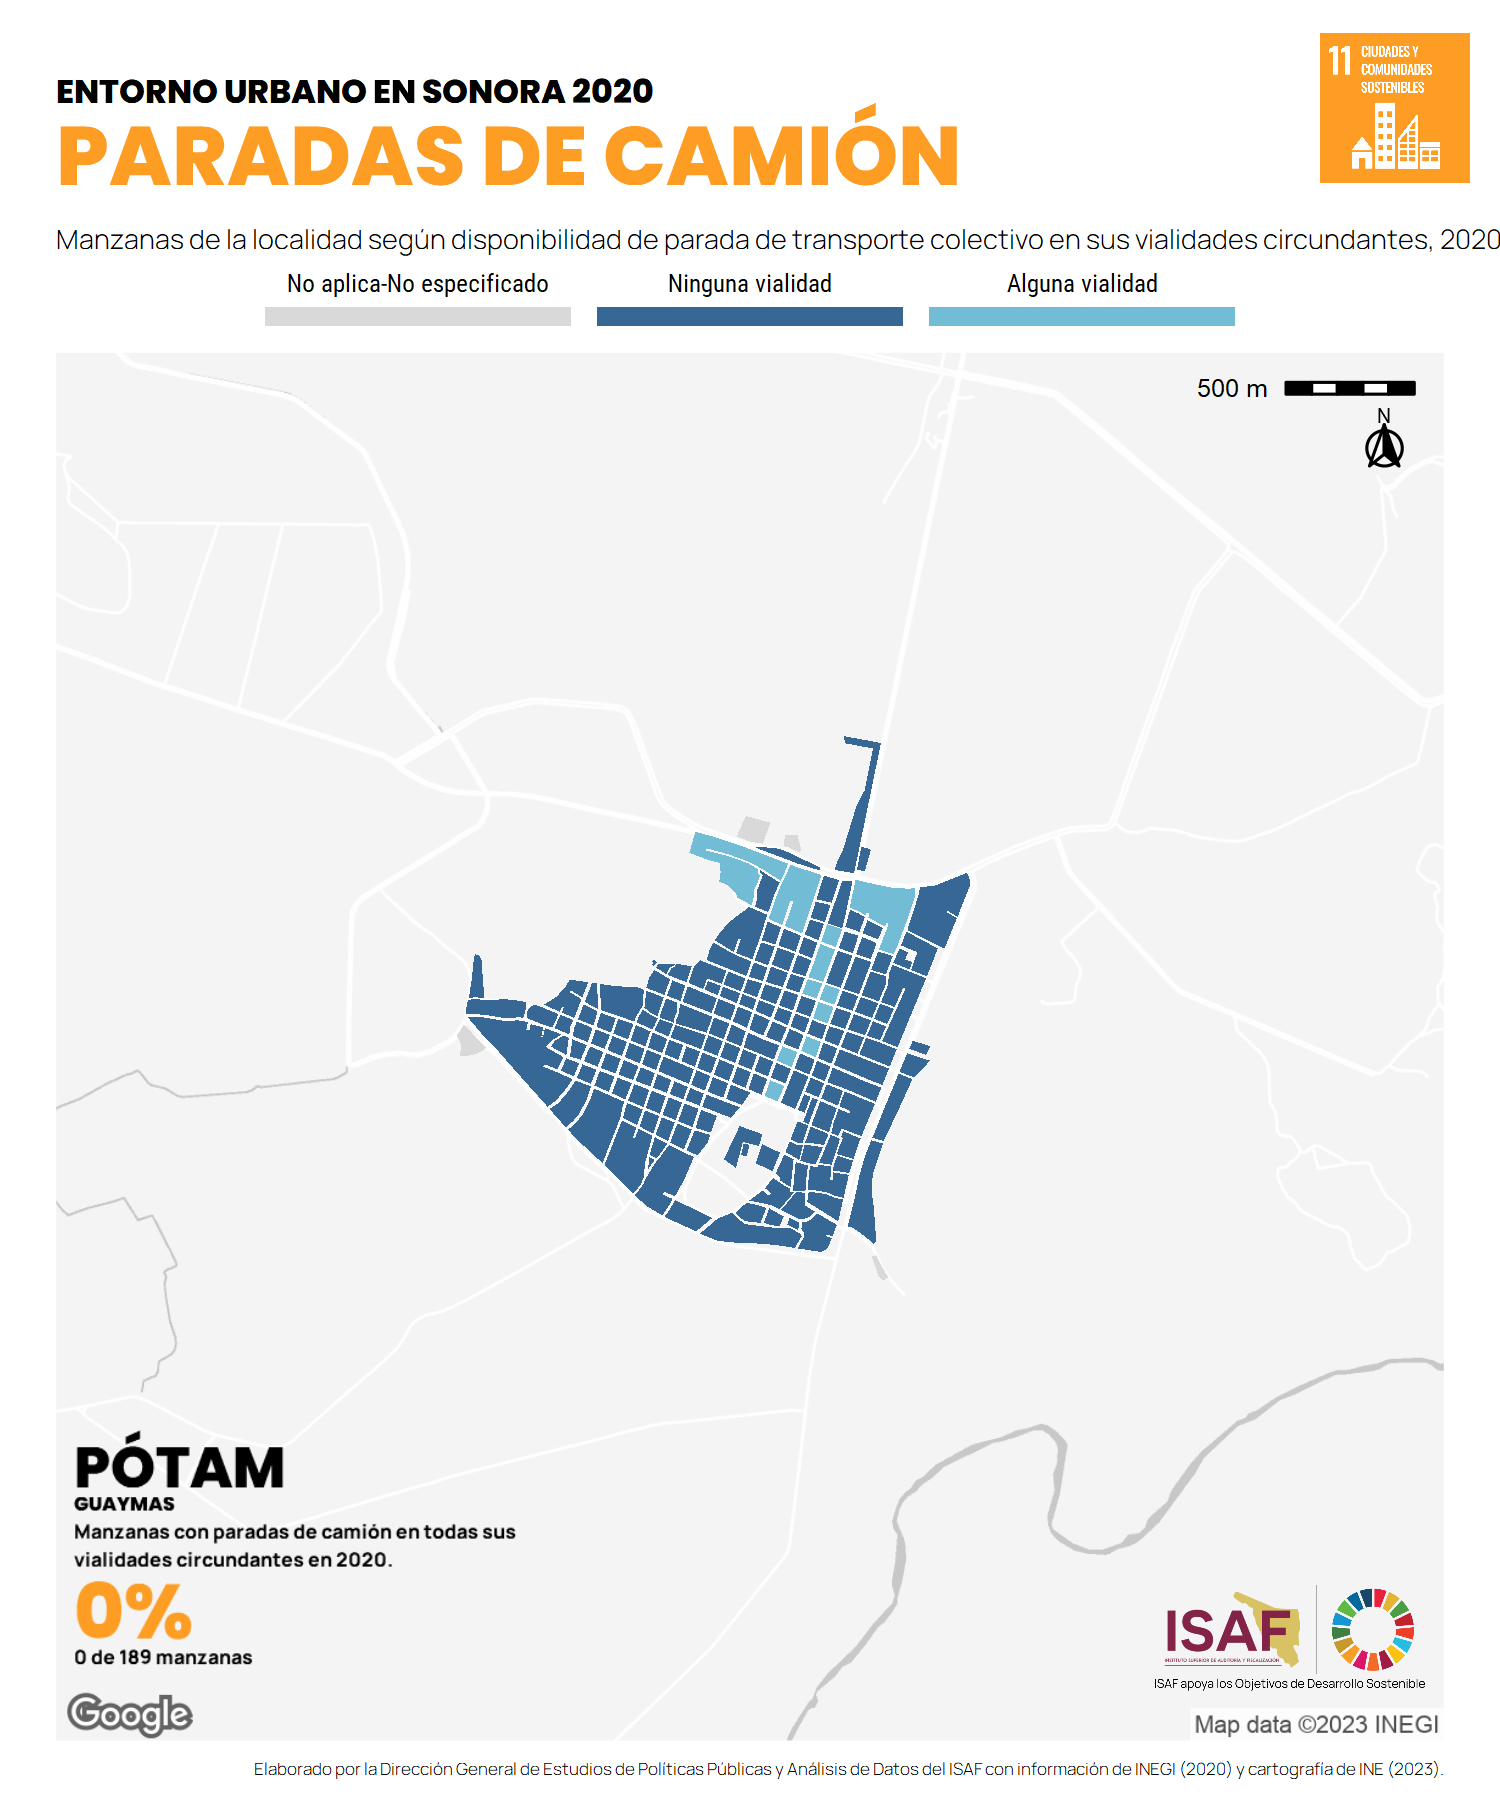 11 CIUDADES Y
COMUNIDADES
SOSTENIBLES
ENTORNO URBANO EN SONORA 2020
PARADAS DE CAMIÓN
Manzanas de la localidad según disponibilidad de parada de transporte colectivo en sus vialidades circundantes, 2020
No aplica-No especificado
Ninguna vialidad
Alguna vialidad
500 m
N
PÓTAM
GUAYMAS
Manzanas con paradas de camión en todas sus
vialidades circundantes en 2020.
0%
0 de 189 manzanas
Google
ISAF
INSTITUTO SUPERIOR DE AUDITORÍA Y FISCALIZACIÓN
ISAF apoya los Objetivos de Desarrollo Sostenible
Map data ©2023 INEGI
Elaborado por la Dirección General de Estudios de Políticas Públicas y Análisis de Datos del ISAF con información de INEGI (2020) y cartografía de INE (2023).